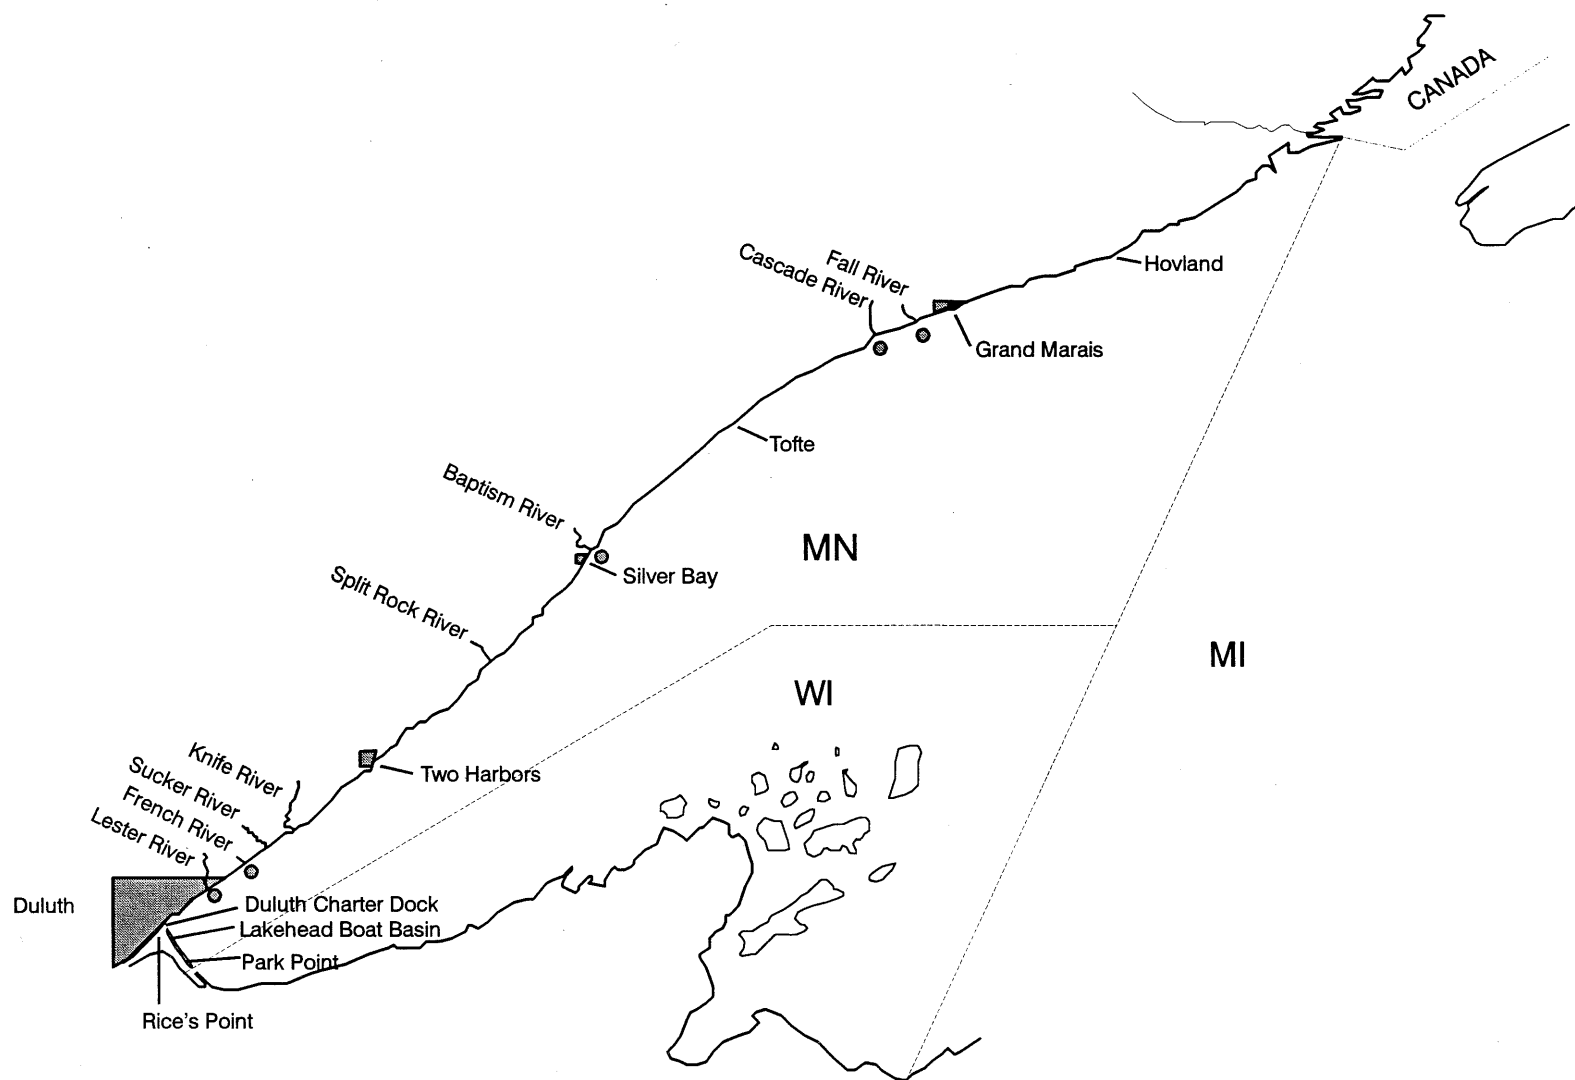 CANADA
Fall River
Cascade River
Hovland
Grand Marais
Tofte
Baptism River
MN
Silver Bay
Split Rock River
MI
WI
Knife River
Two Harbors
Sucker River
French River
Lester River
Duluth
Duluth Charter Dock
Lakehead Boat Basin
Park Point
Rice's Point